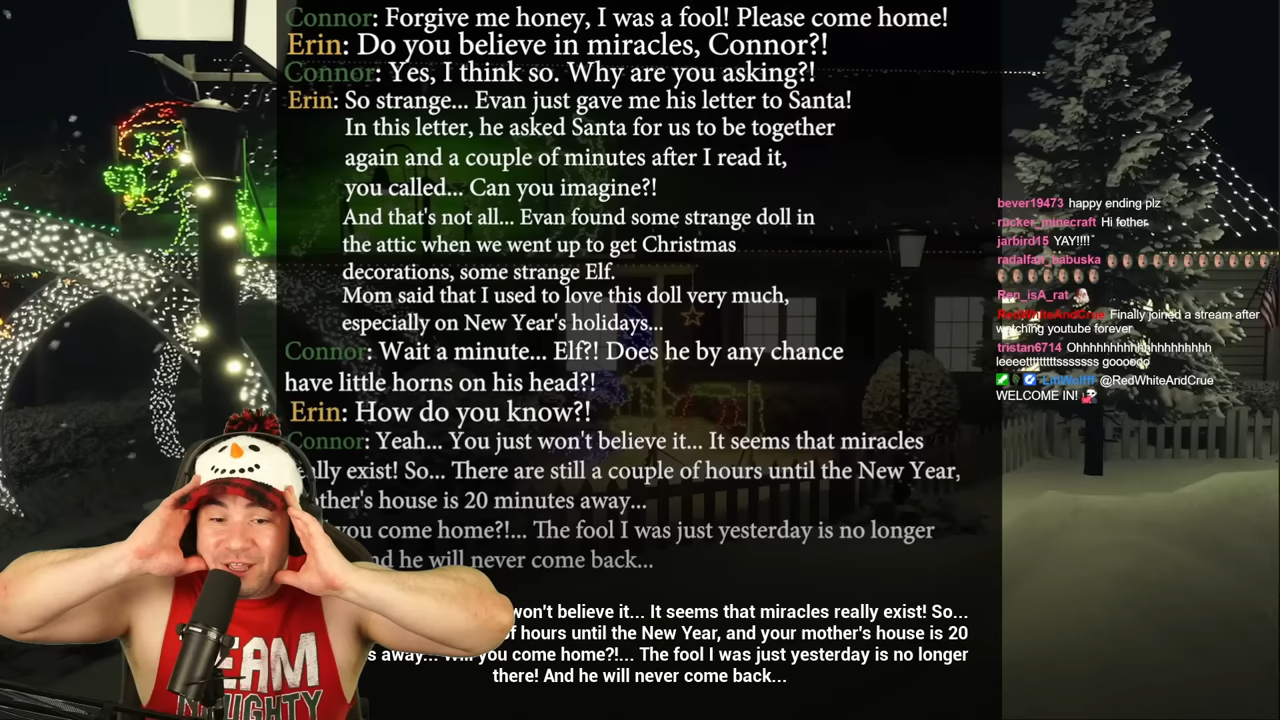 Connor: Forgive me honey, I was a fool! Please come home!
Erin: Do you believe in miracles, Connor?!
Connor: Yes, I think so. Why are you asking?!
Erin: So strange... Evan just gave me his letter to Santa!
In this letter, he asked Santa for us to be together
again and a couple of minutes after I read it,
you called... Can you imagine?!
And that's not all... Evan found some strange doll in
the attic when we went up to get Christmas
decorations, some strange Elf.
Mom said that I used to love this doll very much,
especially on New Year's holidays...
Connor: Wait a minute... Elf?! Does he by any chance
have little horns on his head?!
Erin: How do you know?!
Connor: Yeah... You just won't believe it... It seems that miracles
ally exist! So... There are still a couple of hours until the New Year,
other's house is 20 minutes away...
you come home?!... The fool I was just yesterday is no longer
nd he will never come back...
won't believe it... It seems that miracles really exist! So...
of hours until the New Year, and your mother's house is 20
s away... Will you come home?!... The fool I was just yesterday is no longer
there! And he will never come back...
bever19473 happy ending plz
rucker_minecraft Hi fother
jarbird15 YAY!!!!
Ren_isA_rat
RedWhiteAndCrue Finally joined a stream after
watching youtube forever
@RedWhiteAndCrue
WELCOME IN!
TEAM
NAUGHTY